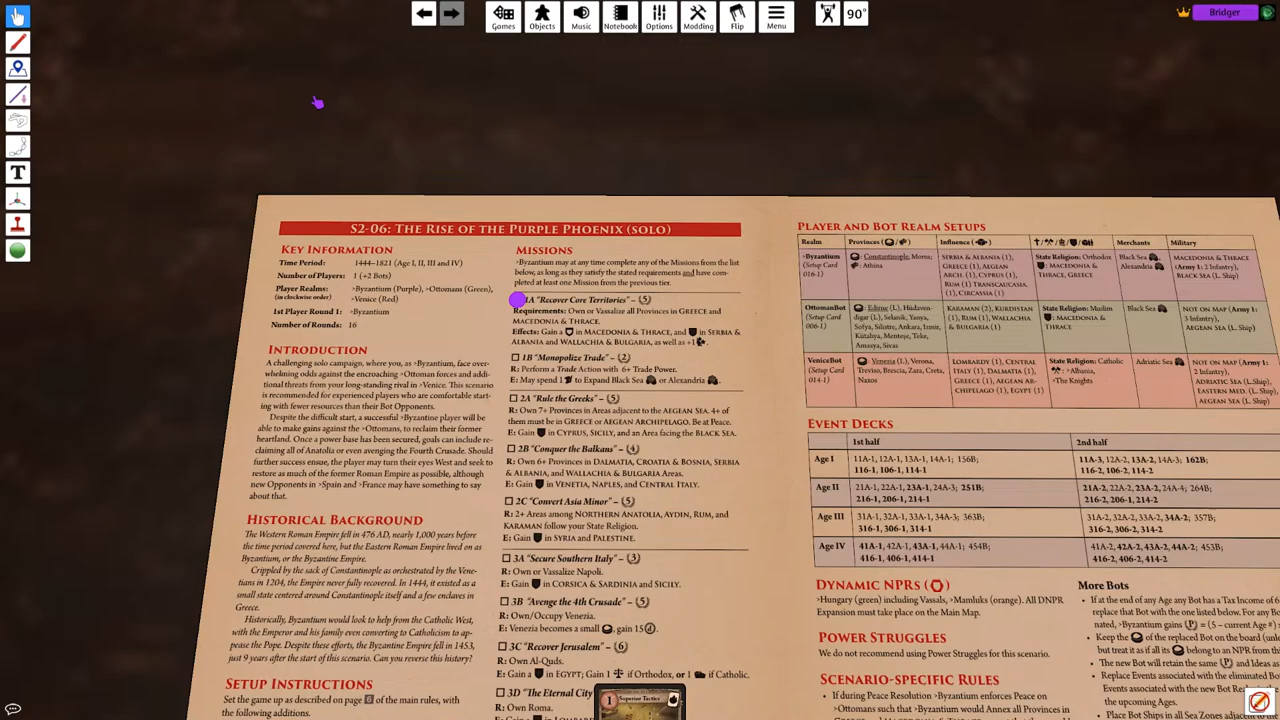 Games
Objects
Music
Notebook
Options
Modding
Flip
Menu
90°
Bridger
T
S2-06: The Rise of the Purple Phoenix (solo)
Key Information
Time Period: 1444–1821 (Age I, II, III and IV)
Number of Players: 1 (+2 Bots)
Player Realms: >Byzantium (Purple), >Ottomans (Green),
(in clockwise order) >Venice (Red)
1st Player Round 1: >Byzantium
Number of Rounds: 16
Introduction
A challenging solo campaign, where you, as >Byzantium, face over-
whelming odds against the encroaching >Ottoman forces and addi-
tional threats from your long-standing rival in >Venice. This scenario
is recommended for experienced players who are comfortable start-
ing with fewer resources than their Bot Opponents.
Despite the difficult start, a successful >Byzantine player will be
able to make gains against the >Ottomans, to reclaim their former
heartland. Once a power base has been secured, goals can include re-
claiming all of Anatolia or even avenging the Fourth Crusade. Should
further success ensue, the player may turn their eyes West and seek to
restore as much of the former Roman Empire as possible, although
new Opponents in >Spain and >France may have something to say
about that.
Historical Background
The Western Roman Empire fell in 476 AD, nearly 1,000 years before
the time period covered here, but the Eastern Roman Empire lived on as
Byzantium, or the Byzantine Empire.
Crippled by the sack of Constantinople as orchestrated by the Vene-
tians in 1204, the Empire never fully recovered. In 1444, it existed as a
small state centered around Constantinople itself and a few enclaves in
Greece.
Historically, Byzantium would look to help from the Catholic West,
with the Emperor and his family even converting to Catholicism to ap-
pease the Pope. Despite these efforts, the Byzantine Empire fell in 1453,
just 9 years after the start of this scenario. Can you reverse this history?
Setup Instructions
Set the game up as described on page 6 of the main rules, with
the following additions.
Missions
>Byzantium may at any time complete any of the Missions from the list
below, as long as they satisfy the stated requirements and have com-
pleted at least one Mission from the previous tier.
1A "Recover Core Territories" – (5)
Requirements: Own or Vassalize all Provinces in Greece and
Macedonia & Thrace.
Effects: Gain a in Macedonia & Thrace, and in Serbia &
Albania and Wallachia & Bulgaria, as well as +1
1B "Monopolize Trade" – (2)
R: Perform a Trade Action with 6+ Trade Power.
E: May spend 1 to Expand Black Sea or Alexandria
2A "Rule the Greeks" – (5)
R: Own 7+ Provinces in Areas adjacent to the Aegean Sea. 4+ of
them must be in Greece or Aegean Archipelago. Be at Peace.
E: Gain in Cyprus, Sicily, and an Area facing the Black Sea.
2B "Conquer the Balkans" – (4)
R: Own 6+ Provinces in Dalmatia, Croatia & Bosnia, Serbia
& Albania, and Wallachia & Bulgaria Areas.
E: Gain in Venetia, Naples, and Central Italy.
2C "Convert Asia Minor" – (5)
R: 2+ Areas among Northern Anatolia, Aydin, Rum, and
Karaman follow your State Religion.
E: Gain in Syria and Palestine.
3A "Secure Southern Italy" – (3)
R: Own or Vassalize Napoli.
E: Gain in Corsica & Sardinia and Sicily.
3B "Avenge the 4th Crusade" – (5)
R: Own/Occupy Venezia.
E: Venezia becomes a small , gain 15
3C "Recover Jerusalem" – (6)
R: Own Al-Quds.
E: Gain a in Egypt; Gain 1 if Orthodox, or 1 if Catholic.
3D "The Eternal City
R: Own Roma.
1 Superior Tactics
Player and Bot Realm Setups
Realm Provinces ( / ) Influence ( ) Merchants Military
>Byzantium (Setup Card 016-1) Constantinople, Morea; Athina Serbia & Albania (1), Greece (1), Aegean Arch. (1), Cyprus (1), Rum (1) Transcaucasia (1), Circassia (1) State Religion: Orthodox : Macedonia & Thrace, Greece Black Sea Alexandria Macedonia & Thrace (Army 1: 2 Infantry), Black Sea (L. Ship)
OttomanBot (Setup Card 006-1) Edirne (L), Hüdaven-digar (L), Selanik, Yanya, Sofya, Silistre, Ankara, Izmir, Kütahya, Menteşe, Teke, Amasya, Sivas Karaman (2), Kurdistan (1), Rum (1), Wallachia & Bulgaria (1) State Religion: Muslim : Macedonia & Thrace Black Sea Not on map (Army 1: 3 Infantry), Aegean Sea (L. Ship)
VeniceBot (Setup Card 014-1) Venezia (L), Verona, Treviso, Brescia, Zara, Creta, Naxos Lombardy (1), Central Italy (1), Dalmatia (1), Greece (1), Aegean Ar-chipelago (1), Egypt (1) State Religion: Catholic : >Albania, >The Knights Adriatic Sea Not on map (Army 1: 2 Infantry), Adriatic Sea (L.Ship) Eastern Med. (L. Ship), Aegean Sea (L. Ship)
Event Decks
1st half 2nd half
Age I 11A-1, 12A-1, 13A-1, 14A-1; 156B; 11A-3, 12A-2, 13A-2, 14A-3; 162B;
116-1, 106-1, 114-1 116-2, 106-2, 114-2
Age II 21A-1, 22A-1, 23A-1, 24A-3; 251B; 21A-2, 22A-2, 23A-2, 24A-4; 264B;
216-1, 206-1, 214-1 216-2, 206-2, 214-2
Age III 31A-1, 32A-1, 33A-1, 34A-3; 363B; 31A-2, 32A-2, 33A-2, 34A-2; 357B;
316-1, 306-1, 314-1 316-2, 306-2, 314-2
Age IV 41A-1, 42A-1, 43A-1, 44A-1; 454B; 41A-2, 42A-2, 43A-2, 44A-2; 453B;
416-1, 406-1, 414-1 416-2, 406-2, 414-2
Dynamic NPRs ( )
>Hungary (green) including Vassals, >Mamluks (orange). All DNPR
Expansion must take place on the Main Map.
Power Struggles
We do not recommend using Power Struggles for this scenario.
Scenario-specific Rules
If during Peace Resolution >Byzantium enforces Peace on
>Ottomans such that >Byzantium would Annex all Provinces in
More Bots
• If at the end of any Age any Bot has a Tax Income of 6
replace that Bot with the one listed below. For any Bo
nated, >Byzantium gains (P) = (5 – current Age #)
• Keep the of the replaced Bot on the board (unle
but treat it as if all its belong to an NPR from th
• The new Bot will retain the same (P) and Ideas as
• Replace Events associated with the eliminated Bot
Events associated with the new Bot Realm
the upcoming Ages.
• Place Bot Ships in all Sea Zones adjacent to